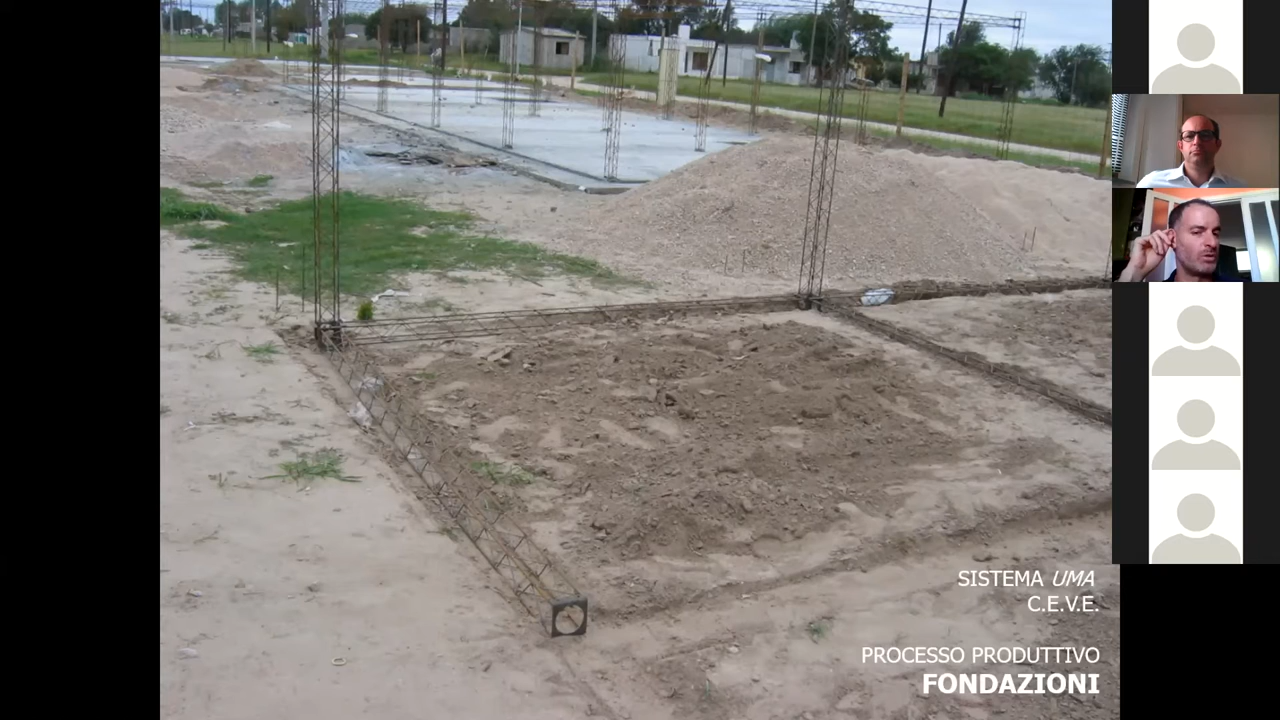 SISTEMA UMA
C.E.V.E.
PROCESSO PRODUTTIVO
FONDAZIONI